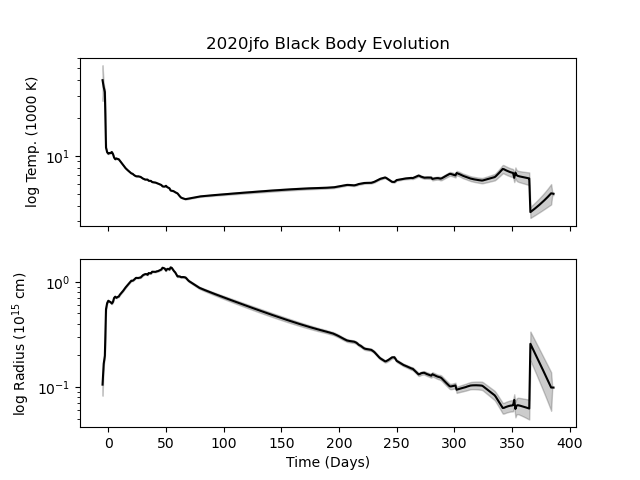 2020jfo Black Body Evolution
log Temp. (1000 K)
10¹
log Radius (10¹⁵ cm)
10⁰
10⁻¹
0 50 100 150 200 250 300 350 400
Time (Days)